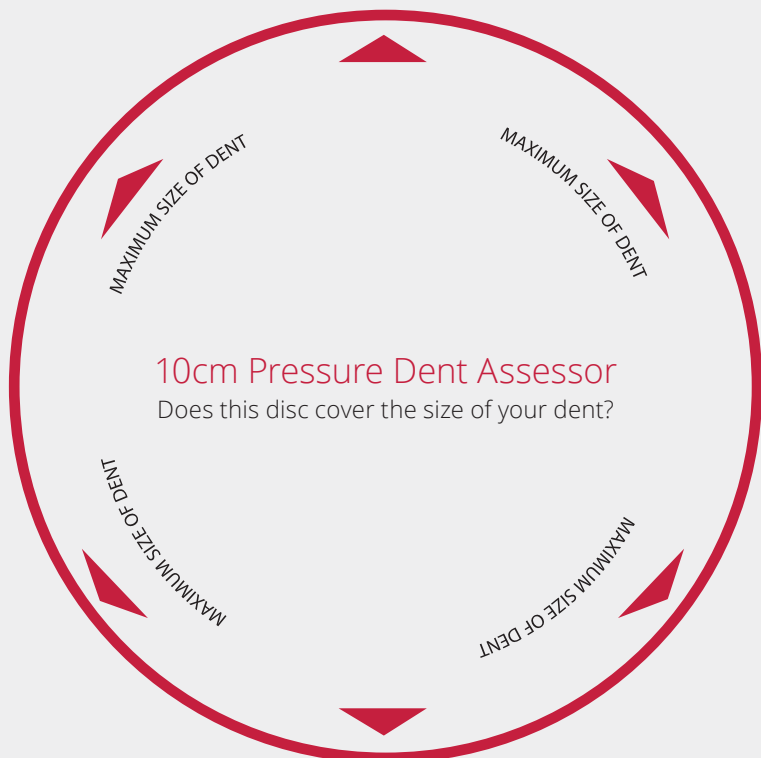 MAXIMUM SIZE OF DENT
MAXIMUM SIZE OF DENT
10cm Pressure Dent Assessor
Does this disc cover the size of your dent?
MAXIMUM SIZE OF DENT
MAXIMUM SIZE OF DENT